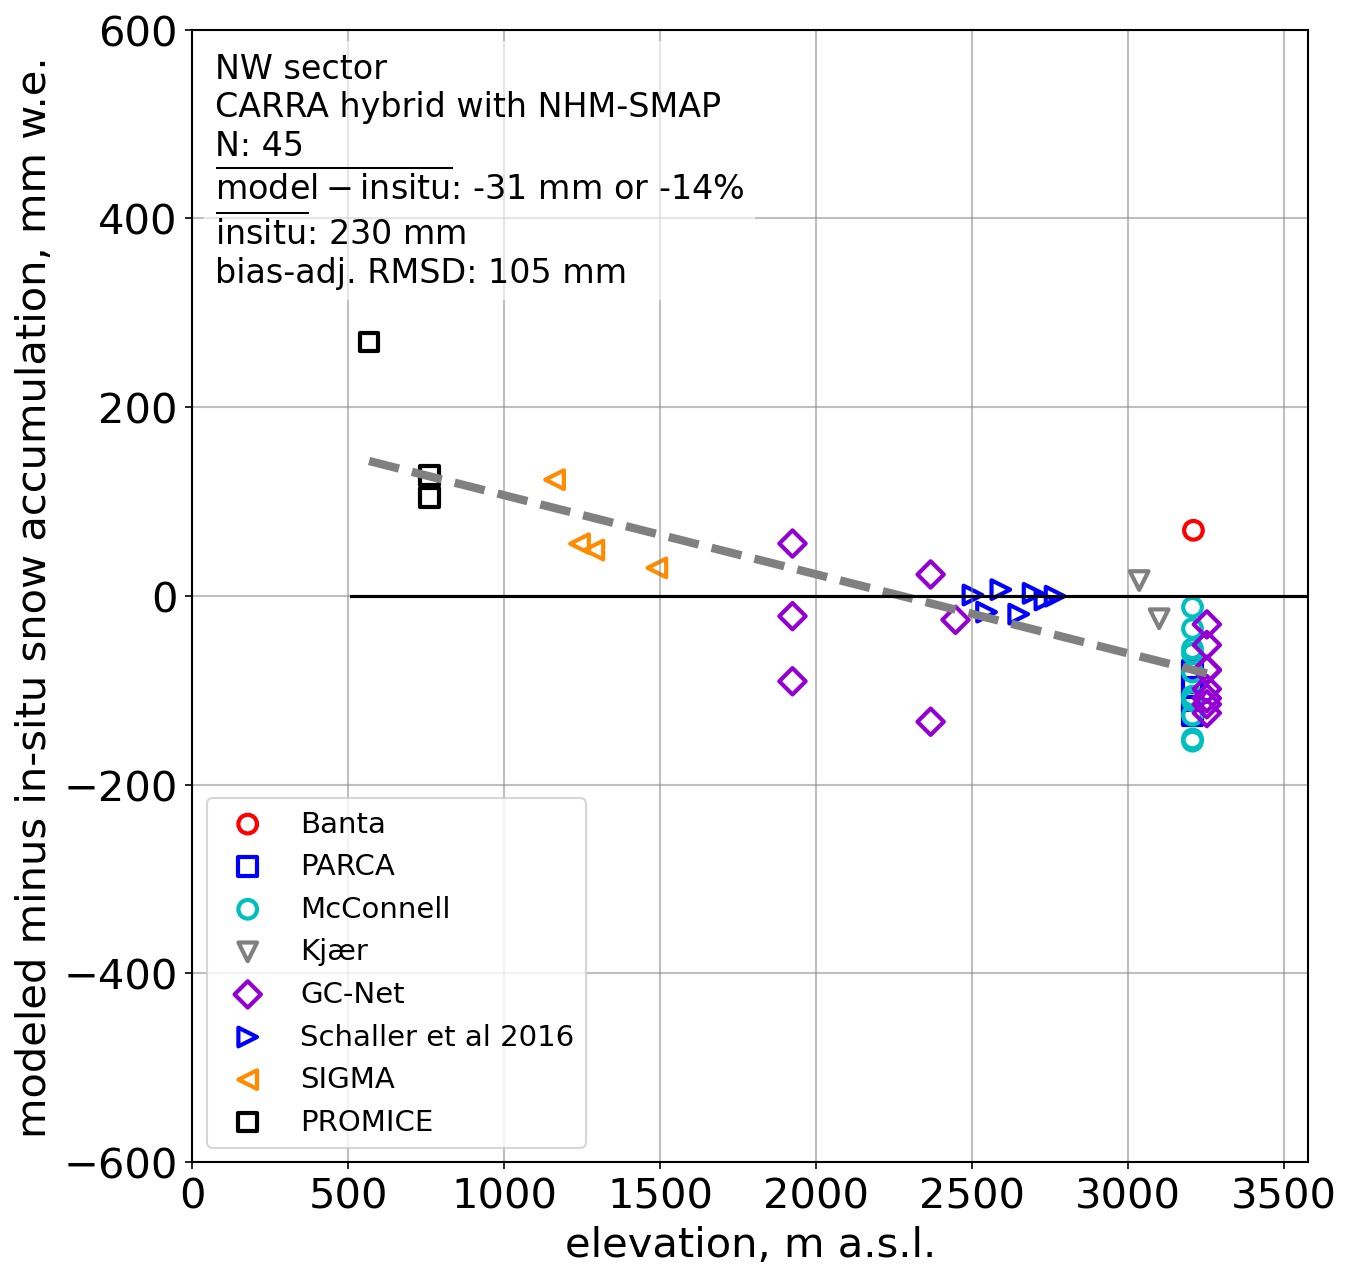 modeled minus in-situ snow accumulation, mm w.e.
600
400
200
0
−200
−400
−600
NW sector
CARRA hybrid with NHM-SMAP
N: 45
model − insitu: -31 mm or -14%
insitu: 230 mm
bias-adj. RMSD: 105 mm
Banta
PARCA
McConnell
Kjær
GC-Net
Schaller et al 2016
SIGMA
PROMICE
0 500 1000 1500 2000 2500 3000 3500
elevation, m a.s.l.